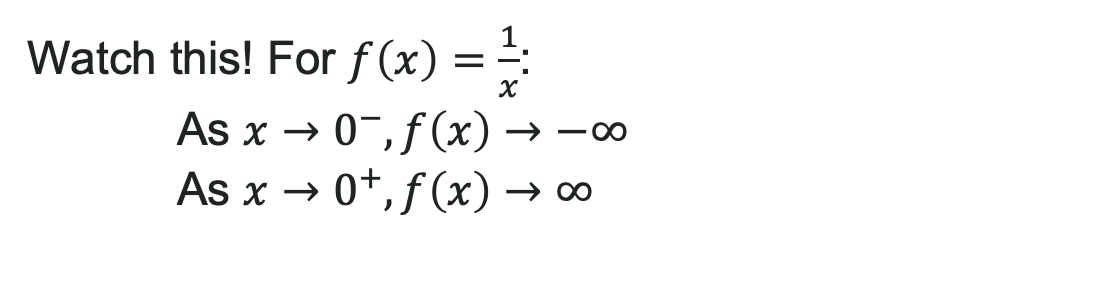 Watch this! For f(x) = 1/x:
As x → 0⁻, f(x) → −∞
As x → 0⁺, f(x) → ∞